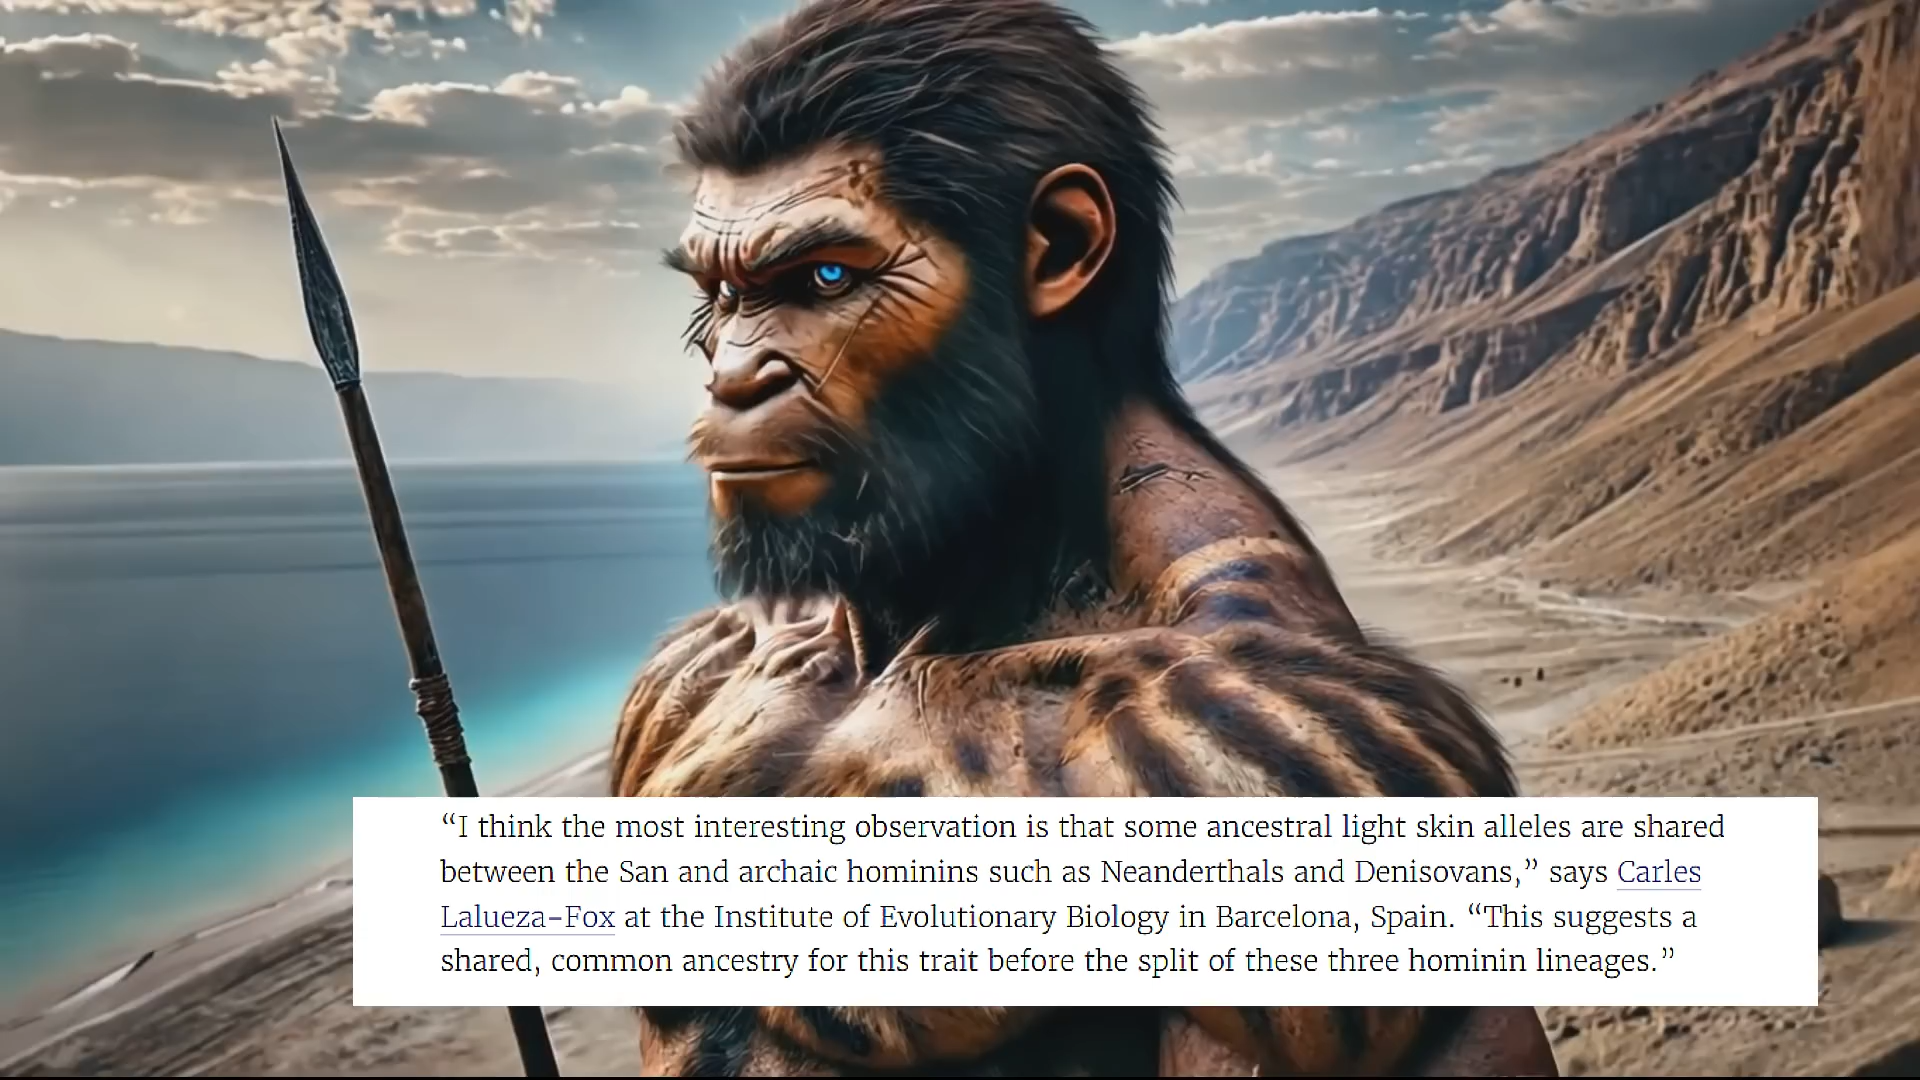 “I think the most interesting observation is that some ancestral light skin alleles are shared
between the San and archaic hominins such as Neanderthals and Denisovans,” says Carles
Lalueza-Fox at the Institute of Evolutionary Biology in Barcelona, Spain. “This suggests a
shared, common ancestry for this trait before the split of these three hominin lineages.”